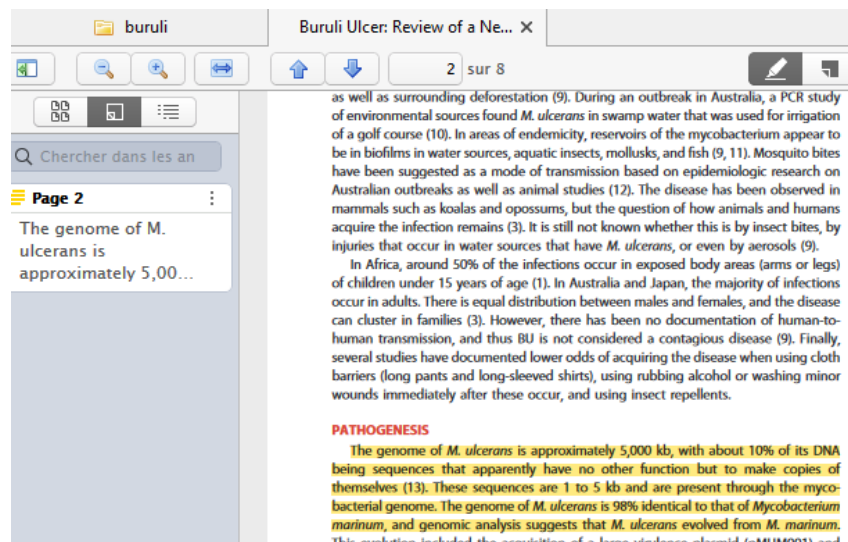 buruli
Buruli Ulcer: Review of a Ne...
2 sur 8
Chercher dans les an
Page 2
The genome of M.
ulcerans is
approximately 5,00...
as well as surrounding deforestation (9). During an outbreak in Australia, a PCR study
of environmental sources found M. ulcerans in swamp water that was used for irrigation
of a golf course (10). In areas of endemicity, reservoirs of the mycobacterium appear to
be in biofilms in water sources, aquatic insects, mollusks, and fish (9, 11). Mosquito bites
have been suggested as a mode of transmission based on epidemiologic research on
Australian outbreaks as well as animal studies (12). The disease has been observed in
mammals such as koalas and opossums, but the question of how animals and humans
acquire the infection remains (3). It is still not known whether this is by insect bites, by
injuries that occur in water sources that have M. ulcerans, or even by aerosols (9).
In Africa, around 50% of the infections occur in exposed body areas (arms or legs)
of children under 15 years of age (1). In Australia and Japan, the majority of infections
occur in adults. There is equal distribution between males and females, and the disease
can cluster in families (3). However, there has been no documentation of human-to-
human transmission, and thus BU is not considered a contagious disease (9). Finally,
several studies have documented lower odds of acquiring the disease when using cloth
barriers (long pants and long-sleeved shirts), using rubbing alcohol or washing minor
wounds immediately after these occur, and using insect repellents.
PATHOGENESIS
The genome of M. ulcerans is approximately 5,000 kb, with about 10% of its DNA
being sequences that apparently have no other function but to make copies of
themselves (13). These sequences are 1 to 5 kb and are present through the myco-
bacterial genome. The genome of M. ulcerans is 98% identical to that of Mycobacterium
marinum, and genomic analysis suggests that M. ulcerans evolved from M. marinum.
This evolution included the acquisition of a large virulence plasmid (pMUM001) and